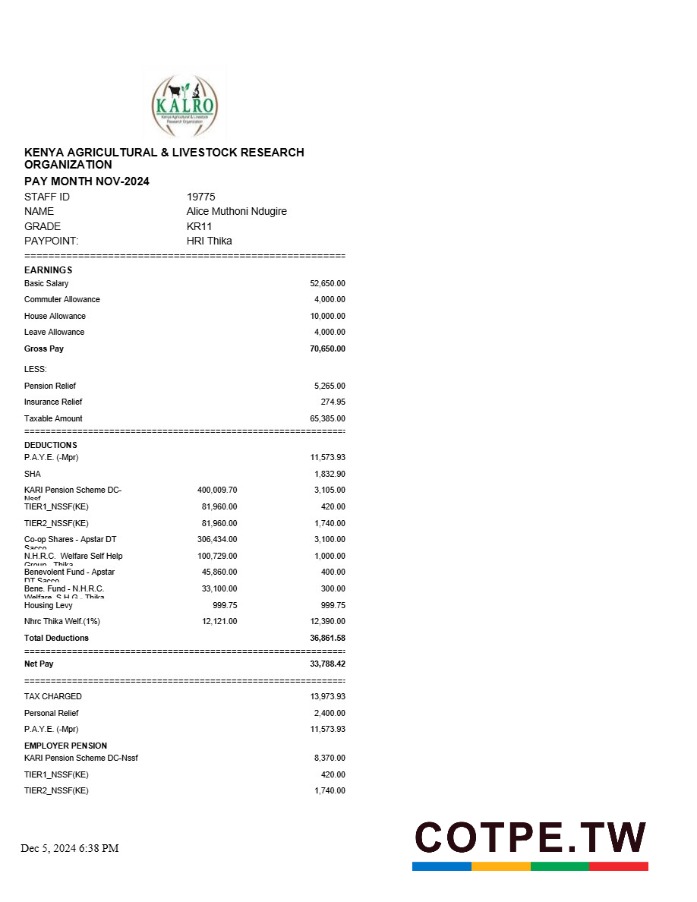 KALRO
Kenya Agricultural & Livestock
Research Organization
KENYA AGRICULTURAL & LIVESTOCK RESEARCH
ORGANIZATION
PAY MONTH NOV-2024
STAFF ID 19775
NAME Alice Muthoni Ndugire
GRADE KR11
PAYPOINT: HRI Thika
EARNINGS
Basic Salary 52,650.00
Commuter Allowance 4,000.00
House Allowance 10,000.00
Leave Allowance 4,000.00
Gross Pay 70,650.00
LESS:
Pension Relief 5,265.00
Insurance Relief 274.95
Taxable Amount 65,385.00
DEDUCTIONS
P.A.Y.E. (-Mpr) 11,573.93
SHA 1,832.90
KARI Pension Scheme DC- 400,009.70 3,105.00
Nssf
TIER1_NSSF(KE) 81,960.00 420.00
TIER2_NSSF(KE) 81,960.00 1,740.00
Co-op Shares - Apstar DT 306,434.00 3,100.00
Sacco
N.H.R.C. Welfare Self Help 100,729.00 1,000.00
Group - Thika
Benevolent Fund - Apstar 45,860.00 400.00
DT Sacco
Bene. Fund - N.H.R.C. 33,100.00 300.00
Welfare S.H.G - Thika
Housing Levy 999.75 999.75
Nhrc Thika Welf.(1%) 12,121.00 12,390.00
Total Deductions 36,861.58
Net Pay 33,788.42
TAX CHARGED 13,973.93
Personal Relief 2,400.00
P.A.Y.E. (-Mpr) 11,573.93
EMPLOYER PENSION
KARI Pension Scheme DC-Nssf 8,370.00
TIER1_NSSF(KE) 420.00
TIER2_NSSF(KE) 1,740.00
Dec 5, 2024 6:38 PM
COTPE.TW